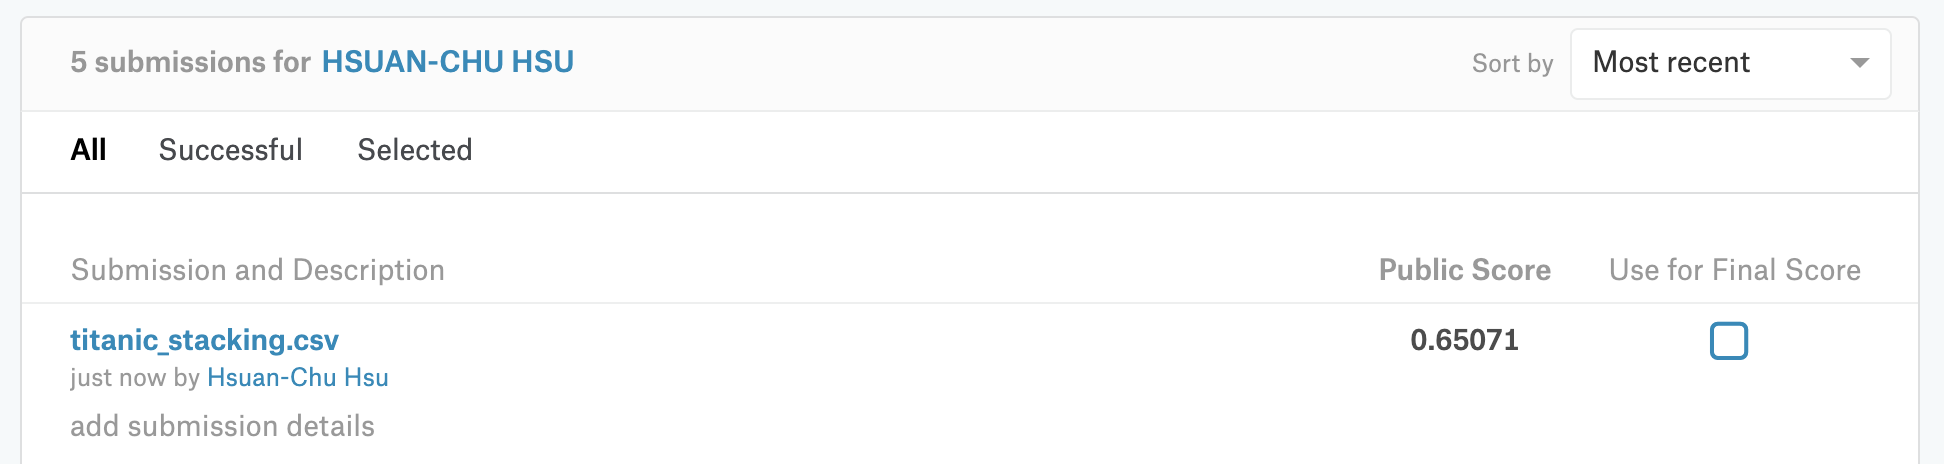 5 submissions for HSUAN-CHU HSU
Sort by Most recent
All Successful Selected
Submission and Description Public Score Use for Final Score
titanic_stacking.csv 0.65071
just now by Hsuan-Chu Hsu
add submission details